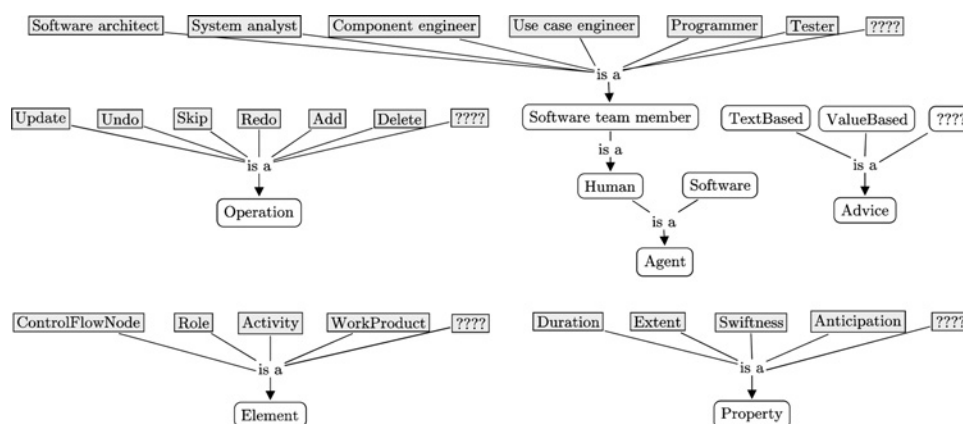 Software architect System analyst Component engineer Use case engineer Programmer Tester ????
is a
Update Undo Skip Redo Add Delete ????
Software team member TextBased ValueBased ????
is a
is a
is a
Operation
Human Software
Advice
is a
Agent
ControlFlowNode Role Activity WorkProduct ????
Duration Extent Swiftness Anticipation ????
is a
is a
Element
Property